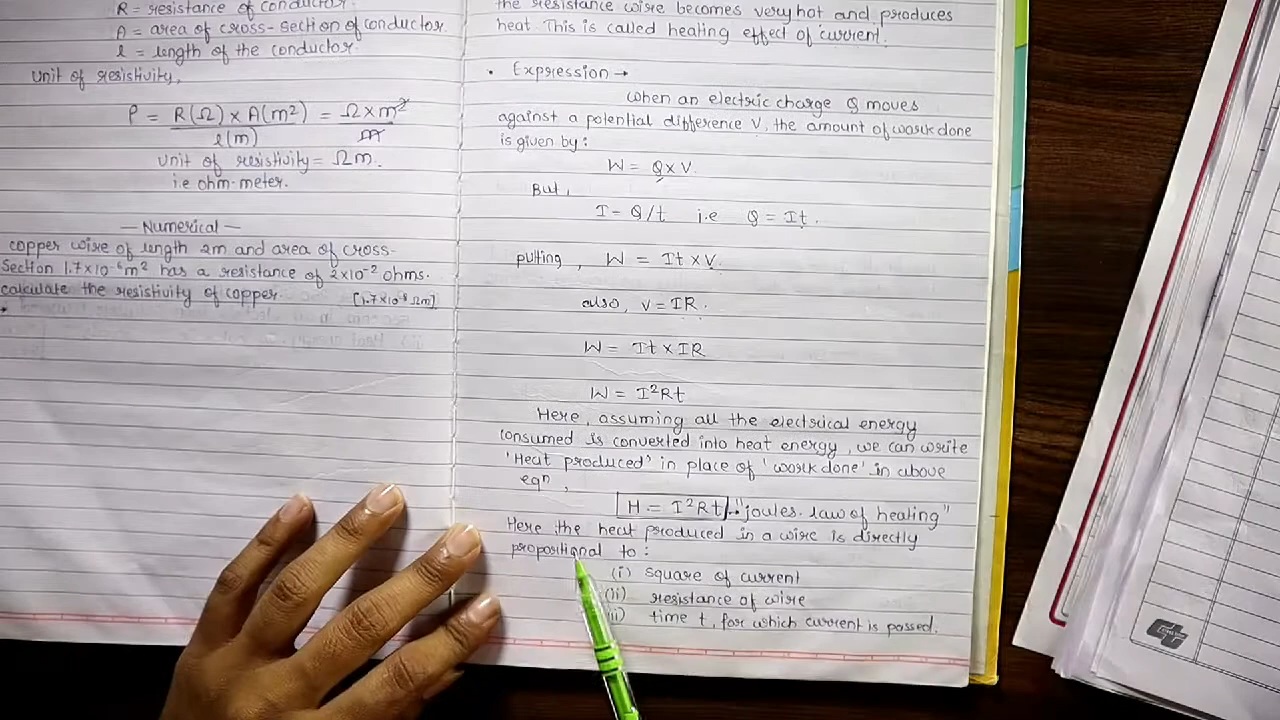 R = resistance of conductor.
A = area of cross-section of conductor.
l = length of the conductor.
Unit of resistivity,
ρ = R(Ω) × A(m²) / l(m) = Ω × m² / m
Unit of resistivity = Ωm.
i.e ohm-meter.
— Numerical —
copper wire of length 2m and area of cross-
section 1.7×10⁻⁶m² has a resistance of 2×10⁻² ohms.
calculate the resistivity of copper. [1.7×10⁻⁸ Ωm]
the resistance wire becomes very hot and produces
heat. This is called heating effect of current.
• Expression →
When an electric charge Q moves
against a potential difference V, the amount of work done
is given by:
W = Q×V.
But,
I = Q/t i.e Q = It.
putting, W = It × V.
also, V = IR.
W = It × IR
W = I²Rt
Here, assuming all the electrical energy
consumed is converted into heat energy, we can write
'Heat produced' in place of 'work done' in above
eqn,
H = I²Rt .. "joules law of heating"
Here the heat produced in a wire is directly
propotional to:
(i) square of current
(ii) resistance of wire
time t, for which current is passed.